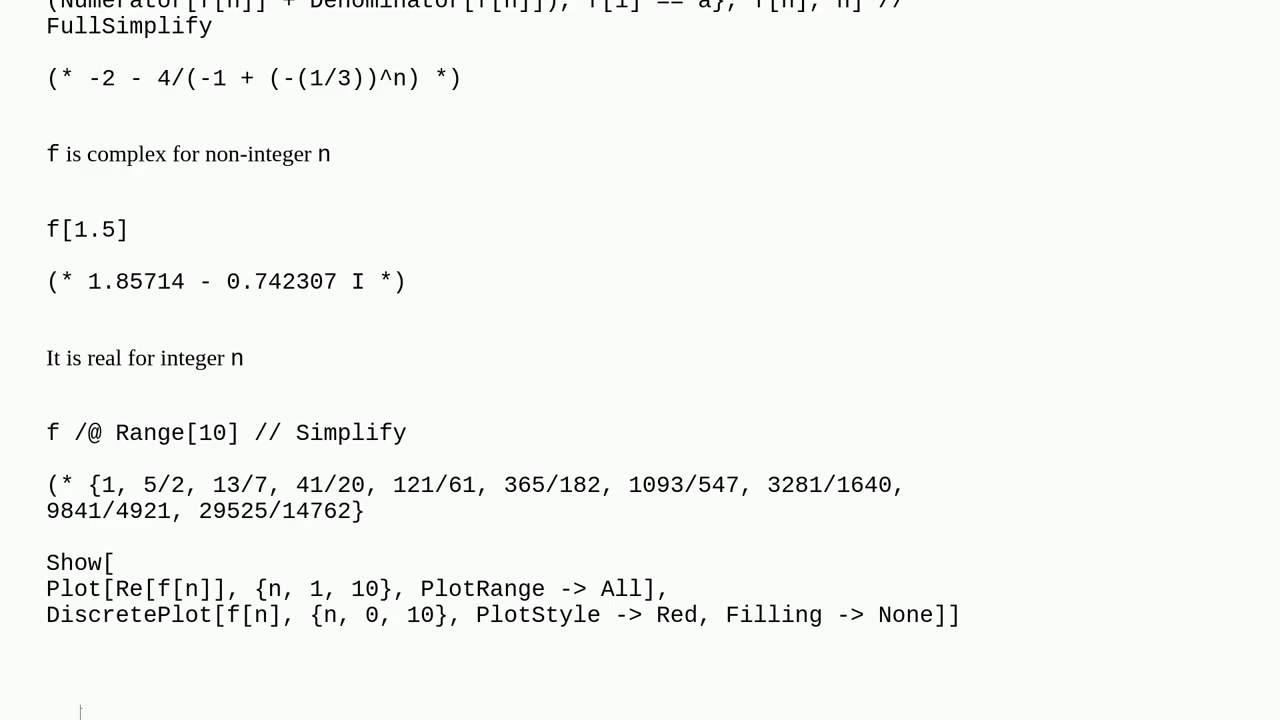 (Numerator[f[n]] + Denominator[f[n]]), f[1] == a}, f[n], n] //
FullSimplify
(* -2 - 4/(-1 + (-(1/3))^n) *)
f is complex for non-integer n
f[1.5]
(* 1.85714 - 0.742307 I *)
It is real for integer n
f /@ Range[10] // Simplify
(* {1, 5/2, 13/7, 41/20, 121/61, 365/182, 1093/547, 3281/1640,
9841/4921, 29525/14762}
Show[
Plot[Re[f[n]], {n, 1, 10}, PlotRange -> All],
DiscretePlot[f[n], {n, 0, 10}, PlotStyle -> Red, Filling -> None]]